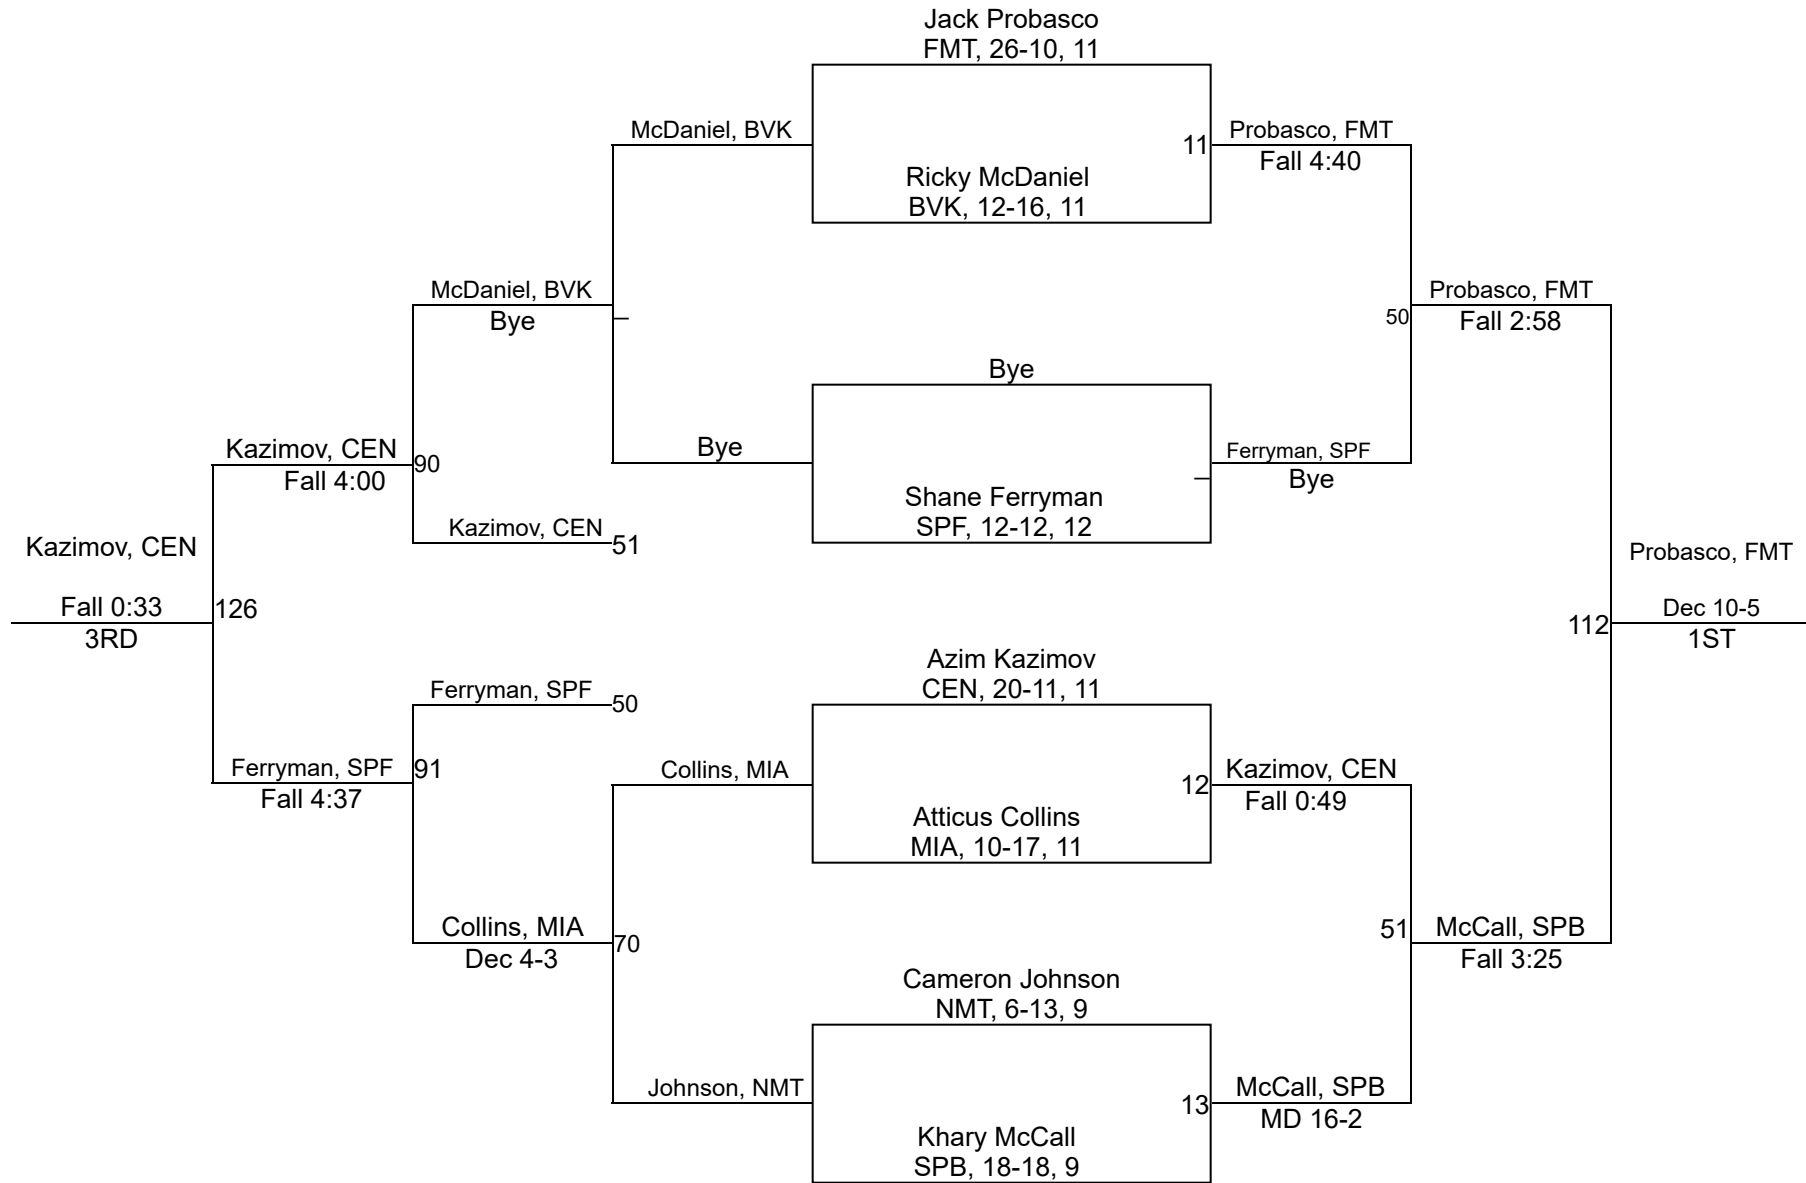 Jack Probasco
FMT, 26-10, 11
McDaniel, BVK
11
Probasco, FMT
Fall 4:40
Ricky McDaniel
BVK, 12-16, 11
McDaniel, BVK
Bye
Probasco, FMT
50
Fall 2:58
Bye
Kazimov, CEN
90
Fall 4:00
Bye
Ferryman, SPF
Bye
Shane Ferryman
SPF, 12-12, 12
Kazimov, CEN
51
Kazimov, CEN
Fall 0:33
126
3RD
Probasco, FMT
112
Dec 10-5
1ST
Azim Kazimov
CEN, 20-11, 11
Ferryman, SPF
50
Ferryman, SPF
91
Fall 4:37
Collins, MIA
12
Kazimov, CEN
Fall 0:49
Atticus Collins
MIA, 10-17, 11
Collins, MIA
70
Dec 4-3
51
McCall, SPB
Fall 3:25
Cameron Johnson
NMT, 6-13, 9
Johnson, NMT
13
McCall, SPB
MD 16-2
Khary McCall
SPB, 18-18, 9